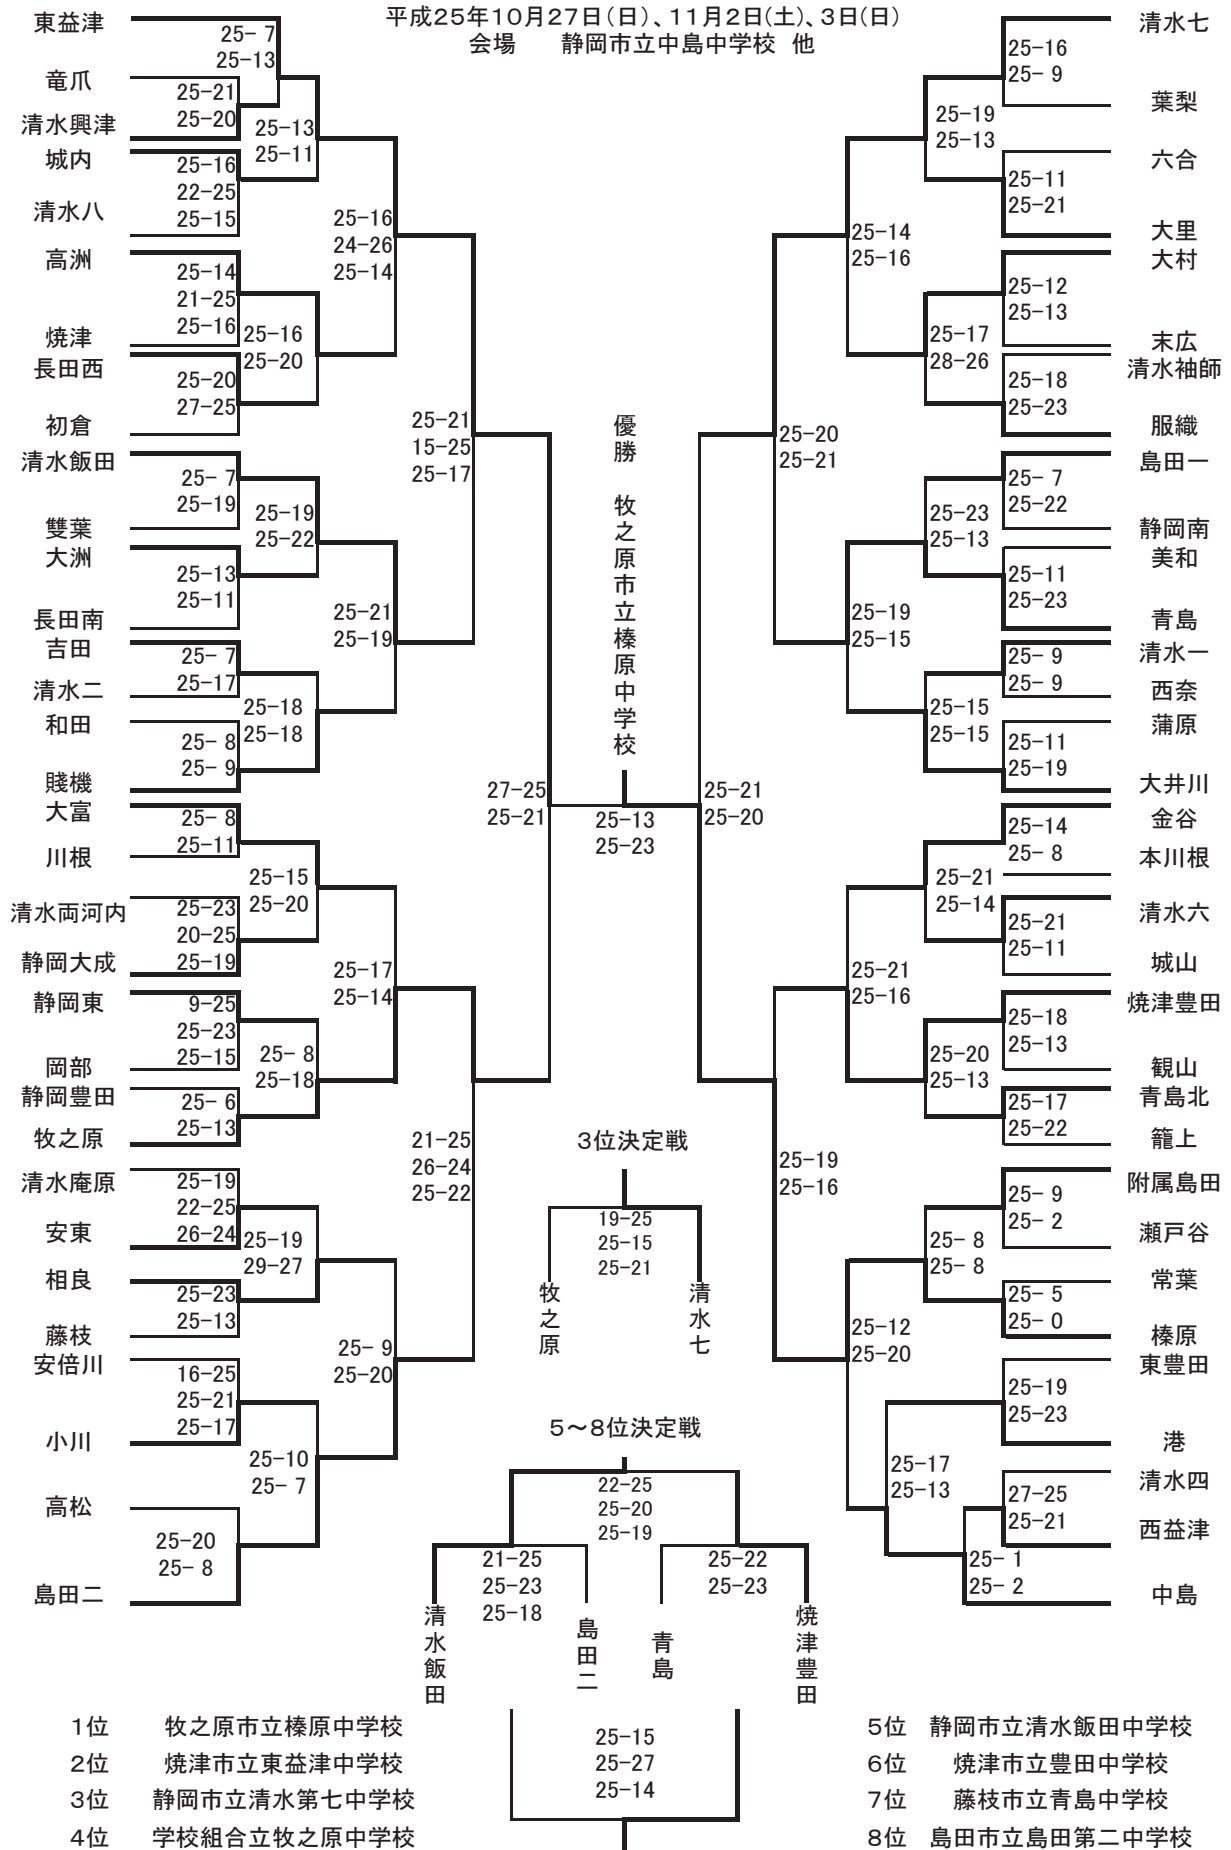 平成25年10月27日(日)、11月2日(土)、3日(日)
会場　静岡市立中島中学校 他
東益津
25- 7
25-13
竜爪
25-21
25-20
清水興津
25-13
25-11
城内
25-16
22-25
25-15
清水八
25-16
24-26
25-14
高洲
25-14
21-25
25-16
焼津
25-16
25-20
長田西
25-20
27-25
初倉
25-21
15-25
25-17
清水飯田
25- 7
25-19
雙葉
25-19
25-22
大洲
25-13
25-11
長田南
25-21
25-19
吉田
25- 7
25-17
清水二
25-18
25-18
和田
25- 8
25- 9
賤機
27-25
25-21
大富
25- 8
25-11
川根
25-15
25-20
清水両河内
25-23
20-25
25-19
静岡大成
25-17
25-14
静岡東
9-25
25-23
25-15
岡部
25- 8
25-18
静岡豊田
25- 6
25-13
牧之原
21-25
26-24
25-22
清水庵原
25-19
22-25
26-24
安東
25-19
29-27
相良
25-23
25-13
藤枝
25- 9
25-20
安倍川
16-25
25-21
25-17
小川
25-10
25- 7
高松
25-20
25- 8
島田二
優勝　牧之原市立榛原中学校
25-13
25-23
清水七
25-16
25- 9
葉梨
25-19
25-13
六合
25-11
25-21
大里
25-14
25-16
大村
25-12
25-13
末広
25-17
28-26
清水袖師
25-18
25-23
服織
25-20
25-21
島田一
25- 7
25-22
静岡南
25-23
25-13
美和
25-11
25-23
青島
25-19
25-15
清水一
25- 9
25- 9
西奈
25-15
25-15
蒲原
25-11
25-19
大井川
25-21
25-20
金谷
25-14
25- 8
本川根
25-21
25-14
清水六
25-21
25-11
城山
25-21
25-16
焼津豊田
25-18
25-13
観山
25-20
25-13
青島北
25-17
25-22
籠上
25-19
25-16
附属島田
25- 9
25- 2
瀬戸谷
25- 8
25- 8
常葉
25- 5
25- 0
榛原
25-12
25-20
東豊田
25-19
25-23
港
25-17
25-13
清水四
27-25
25-21
西益津
25- 1
25- 2
中島
3位決定戦
19-25
25-15
25-21
牧之原
清水七
5～8位決定戦
22-25
25-20
25-19
21-25
25-23
25-18
25-22
25-23
清水飯田
島田二
青島
焼津豊田
25-15
25-27
25-14
1位　牧之原市立榛原中学校
2位　焼津市立東益津中学校
3位　静岡市立清水第七中学校
4位　学校組合立牧之原中学校
5位　静岡市立清水飯田中学校
6位　焼津市立豊田中学校
7位　藤枝市立青島中学校
8位　島田市立島田第二中学校